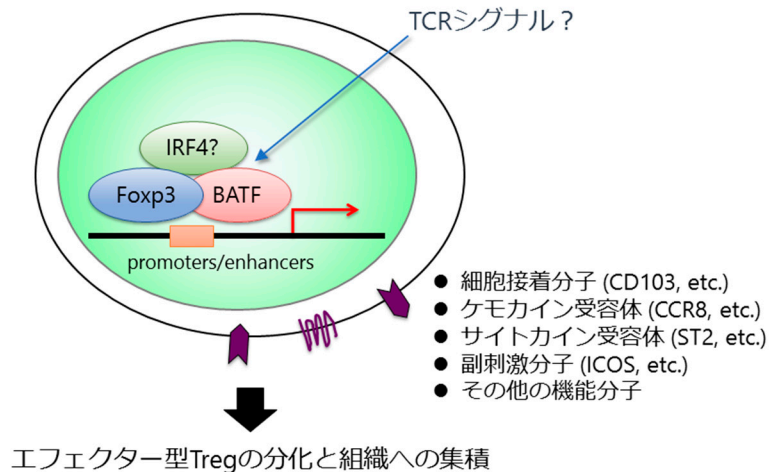 TCRシグナル？
IRF4?
Foxp3
BATF
promoters/enhancers
● 細胞接着分子 (CD103, etc.)
● ケモカイン受容体 (CCR8, etc.)
● サイトカイン受容体 (ST2, etc.)
● 副刺激分子 (ICOS, etc.)
● その他の機能分子
エフェクター型Tregの分化と組織への集積